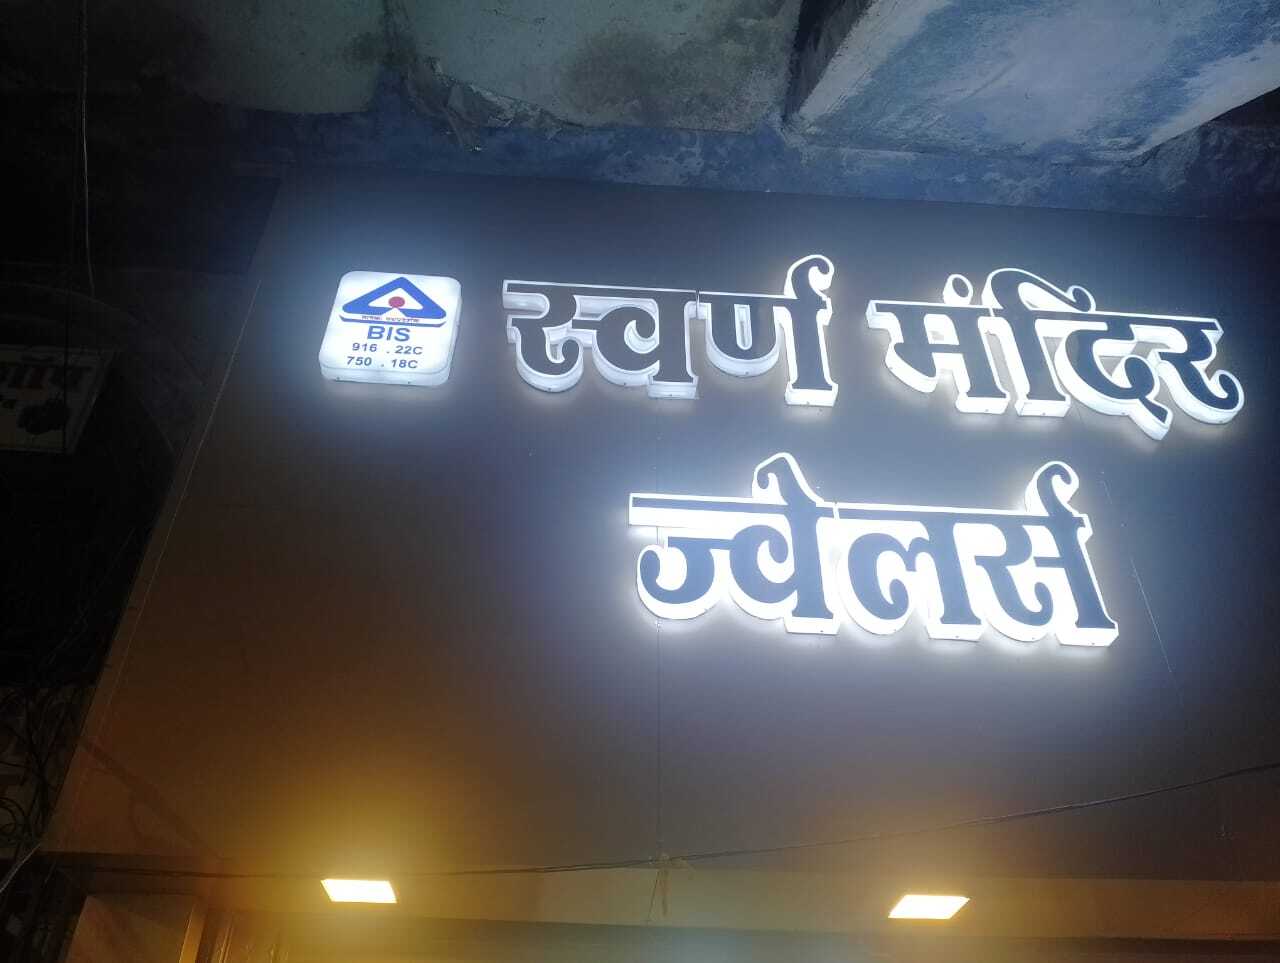 BIS
916 . 22C
750 . 18C
स्वर्ण मंदिर
ज्वेलर्स